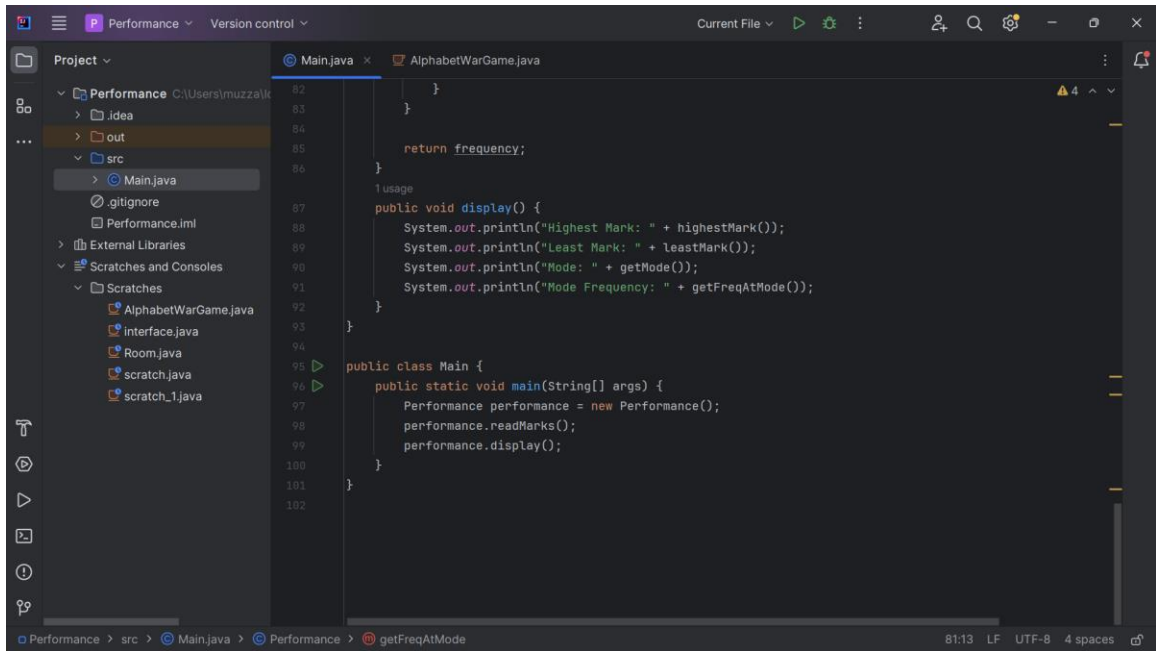 P Performance Version control Current File
Project
Main.java
AlphabetWarGame.java
Performance C:\Users\muzza\Id
.idea
out
src
Main.java
.gitignore
Performance.iml
External Libraries
Scratches and Consoles
Scratches
AlphabetWarGame.java
interface.java
Room.java
scratch.java
scratch_1.java
4
82 }
83 }
84
85 return frequency;
86 }
1 usage
87 public void display() {
88 System.out.println("Highest Mark: " + highestMark());
89 System.out.println("Least Mark: " + leastMark());
90 System.out.println("Mode: " + getMode());
91 System.out.println("Mode Frequency: " + getFreqAtMode());
92 }
93 }
94
95 public class Main {
96 public static void main(String[] args) {
97 Performance performance = new Performance();
98 performance.readMarks();
99 performance.display();
100 }
101 }
102
Performance > src > Main.java > Performance > getFreqAtMode 81:13 LF UTF-8 4 spaces